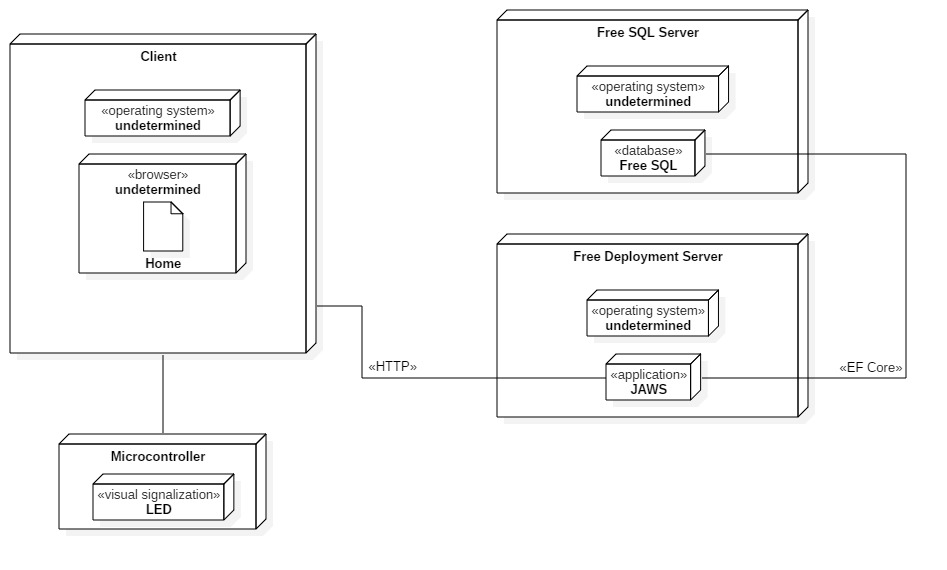 Client
«operating system»
undetermined
«browser»
undetermined
Home
Free SQL Server
«operating system»
undetermined
«database»
Free SQL
Free Deployment Server
«operating system»
undetermined
«application»
JAWS
«HTTP»
«EF Core»
Microcontroller
«visual signalization»
LED